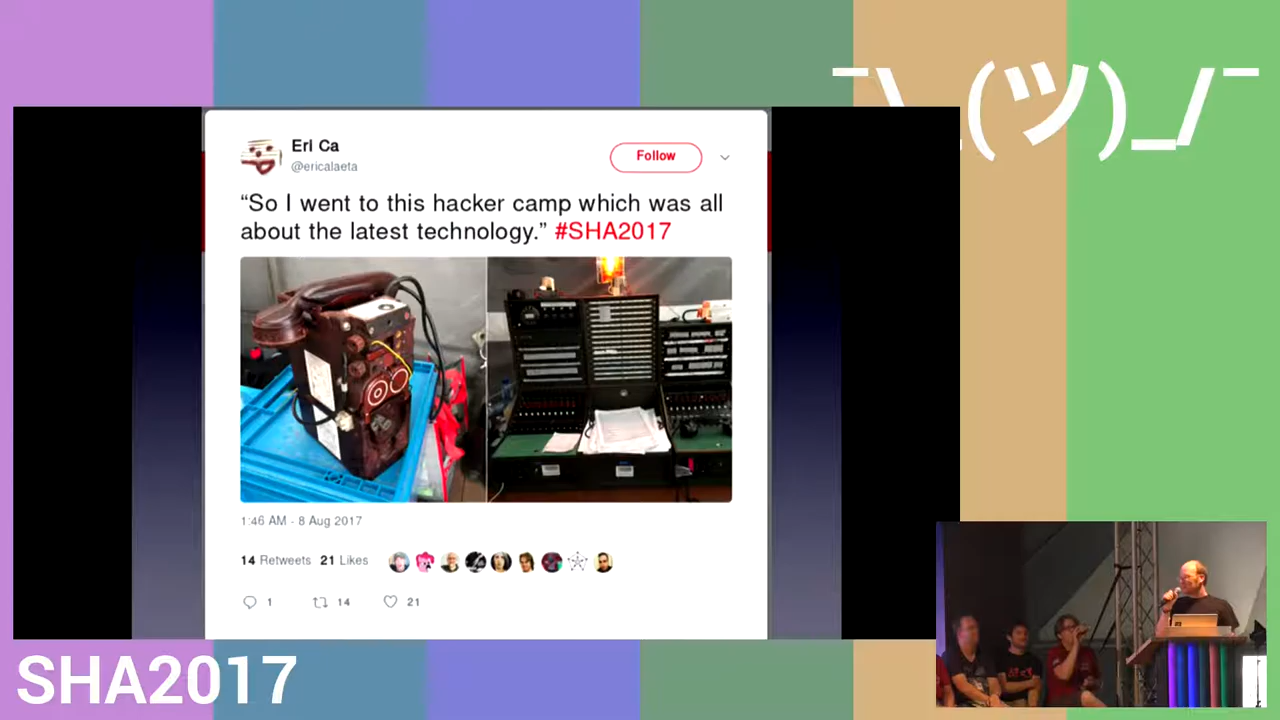 ¯\_(ツ)_/¯
Erl Ca
@ericalaeta
Follow
“So I went to this hacker camp which was all
about the latest technology.” #SHA2017
1:46 AM - 8 Aug 2017
14 Retweets 21 Likes
1 14 21
SHA2017